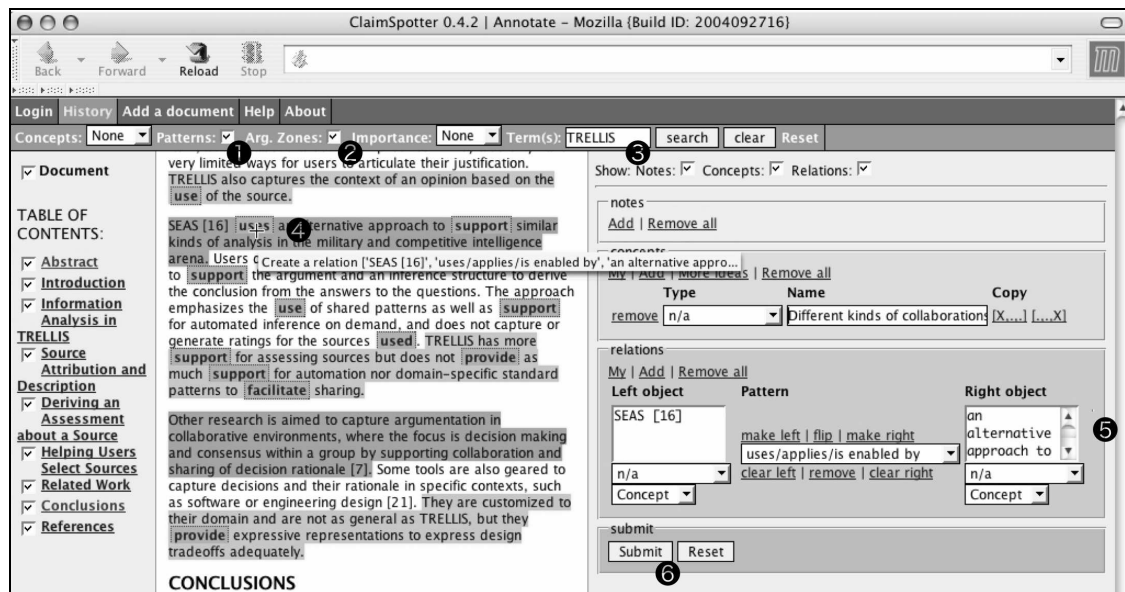 ClaimSpotter 0.4.2 | Annotate – Mozilla {Build ID: 2004092716}
Back Forward Reload Stop
Login History Add a document Help About
Concepts: None Patterns: Arg. Zones: Importance: None Term(s): TRELLIS search clear Reset
1 2 3
Document
TABLE OF
CONTENTS:
Abstract
Introduction
Information
Analysis in
TRELLIS
Source
Attribution and
Description
Deriving an
Assessment
about a Source
Helping Users
Select Sources
Related Work
Conclusions
References
very limited ways for users to articulate their justification.
TRELLIS also captures the context of an opinion based on the
use of the source.
SEAS [16] uses an alternative approach to support similar
4
kinds of analysis in the military and competitive intelligence
arena. Users
Create a relation ['SEAS [16]', 'uses/applies/is enabled by', 'an alternative appro...
to support the argument and an inference structure to derive
the conclusion from the answers to the questions. The approach
emphasizes the use of shared patterns as well as support
for automated inference on demand, and does not capture or
generate ratings for the sources used. TRELLIS has more
support for assessing sources but does not provide as
much support for automation nor domain-specific standard
patterns to facilitate sharing.
Other research is aimed to capture argumentation in
collaborative environments, where the focus is decision making
and consensus within a group by supporting collaboration and
sharing of decision rationale [7]. Some tools are also geared to
capture decisions and their rationale in specific contexts, such
as software or engineering design [21]. They are customized to
their domain and are not as general as TRELLIS, but they
provide expressive representations to express design
tradeoffs adequately.
CONCLUSIONS
Show: Notes: Concepts: Relations:
notes
Add | Remove all
concepts
My | Add | More ideas | Remove all
Type Name Copy
remove n/a Different kinds of collaborations [X....] [....X]
relations
My | Add | Remove all
Left object Pattern Right object
SEAS [16]
make left | flip | make right
uses/applies/is enabled by
clear left | remove | clear right
an
alternative
approach to
5
n/a n/a
Concept Concept
submit
Submit Reset
6